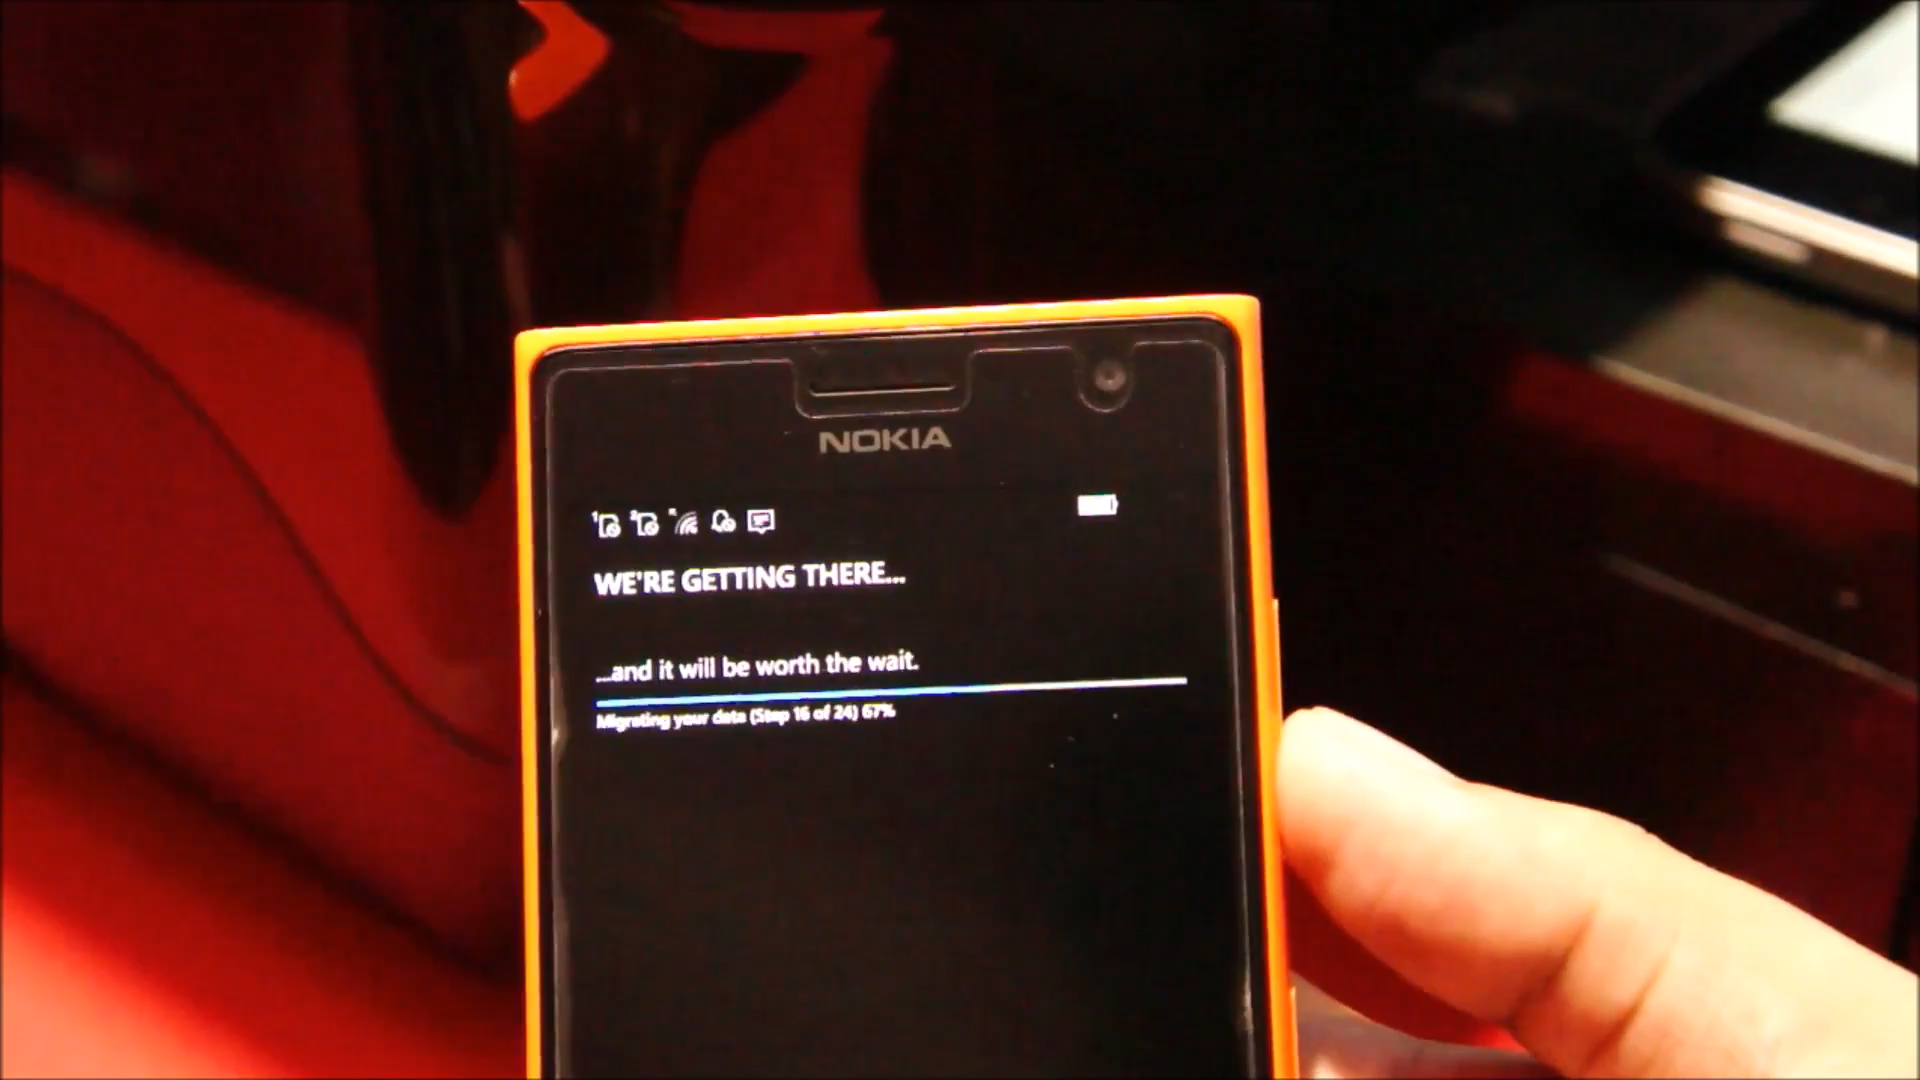 NOKIA
WE'RE GETTING THERE...
...and it will be worth the wait.
Migrating your data (Step 16 of 24) 67%